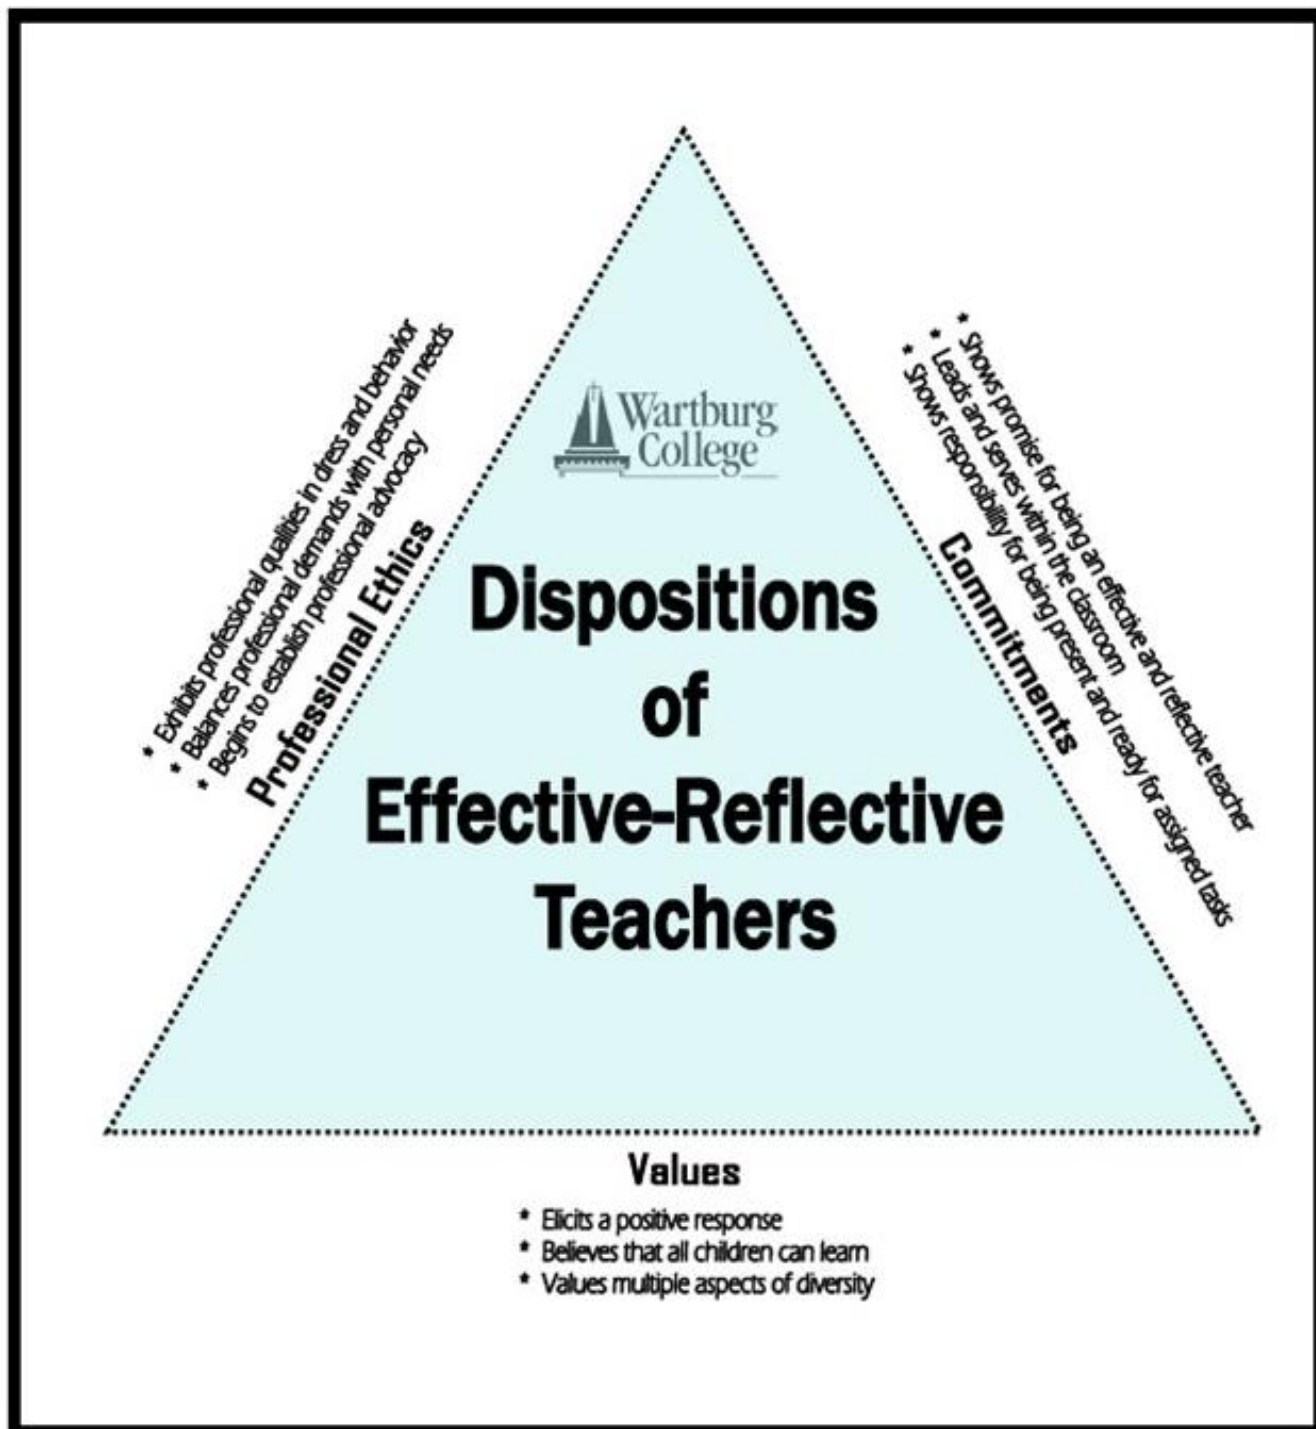 Wartburg
College
Dispositions
of
Effective-Reflective
Teachers
* Exhibits professional qualities in dress and behavior
* Balances professional demands with personal needs
* Begins to establish professional advocacy
Professional Ethics
* Shows promise for being an effective and reflective teacher
* Leads and serves within the classroom
* Shows responsibility for being present and ready for assigned tasks
Commitments
Values
* Elicits a positive response
* Believes that all children can learn
* Values multiple aspects of diversity